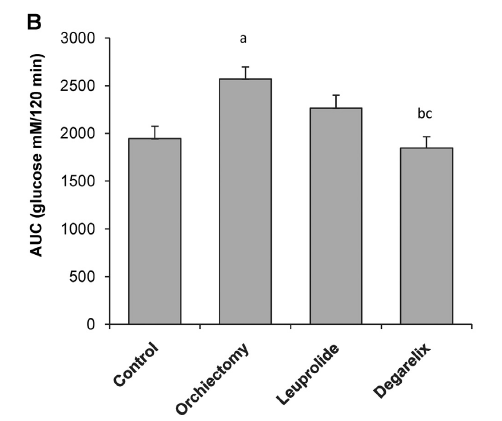 B
AUC (glucose mM/120 min)
3000
2500
2000
1500
1000
500
0
a
bc
Control
Orchiectomy
Leuprolide
Degarelix